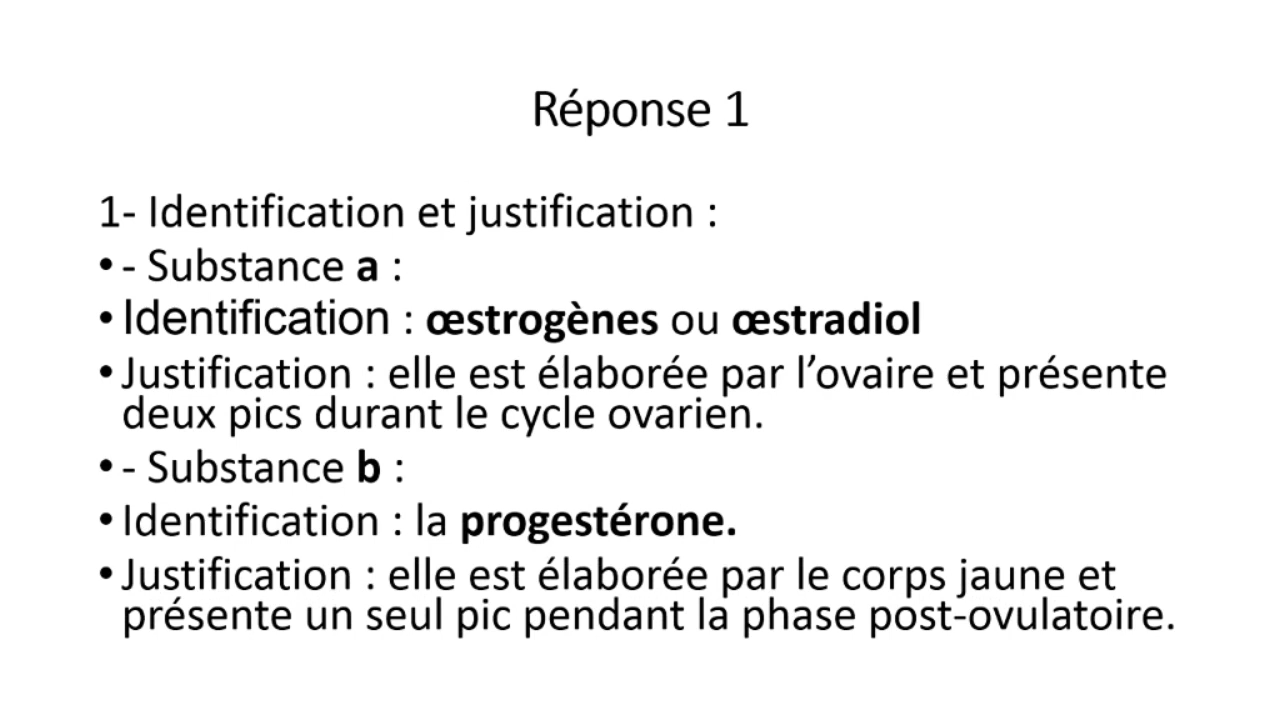 Réponse 1
1- Identification et justification :
• - Substance a :
• Identification : œstrogènes ou œstradiol
• Justification : elle est élaborée par l’ovaire et présente
deux pics durant le cycle ovarien.
• - Substance b :
• Identification : la progestérone.
• Justification : elle est élaborée par le corps jaune et
présente un seul pic pendant la phase post-ovulatoire.